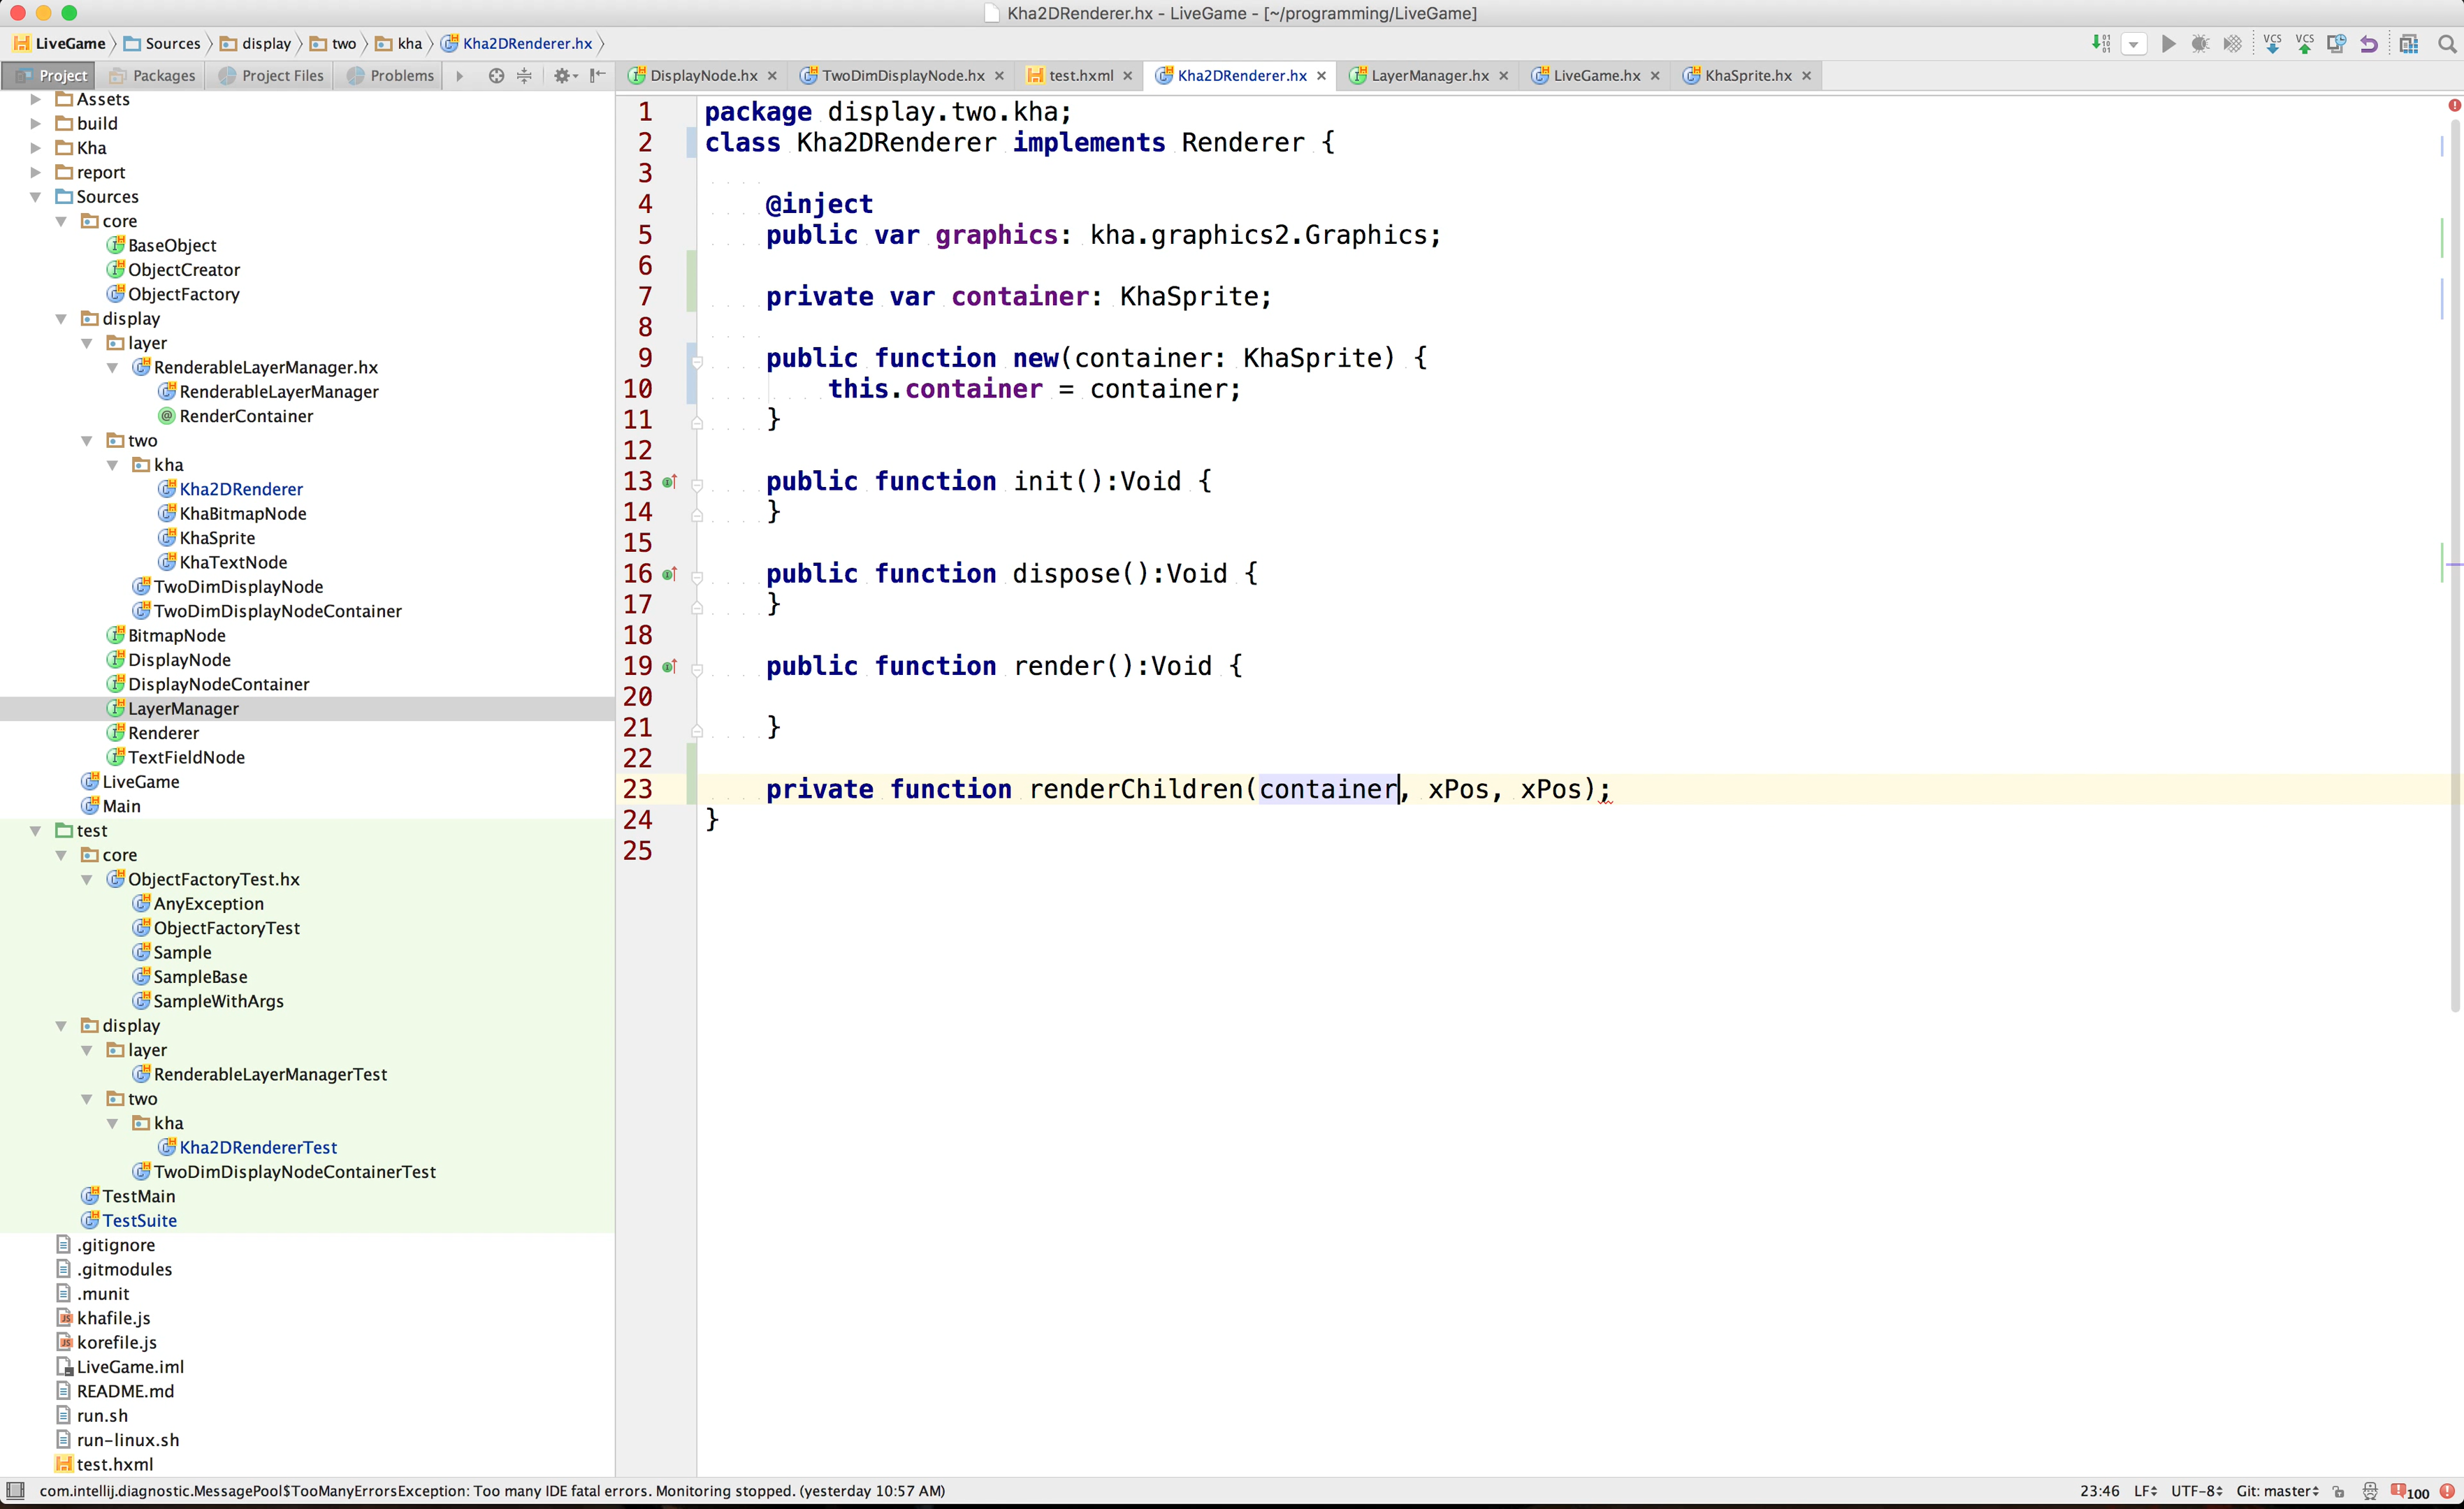 Kha2DRenderer.hx - LiveGame - [~/programming/LiveGame]
LiveGame Sources display two kha Kha2DRenderer.hx
VCS VCS
Project Packages Project Files Problems
DisplayNode.hx TwoDimDisplayNode.hx test.hxml Kha2DRenderer.hx LayerManager.hx LiveGame.hx KhaSprite.hx
Assets
build
Kha
report
Sources
core
BaseObject
ObjectCreator
ObjectFactory
display
layer
RenderableLayerManager.hx
RenderableLayerManager
RenderContainer
two
kha
Kha2DRenderer
KhaBitmapNode
KhaSprite
KhaTextNode
TwoDimDisplayNode
TwoDimDisplayNodeContainer
BitmapNode
DisplayNode
DisplayNodeContainer
LayerManager
Renderer
TextFieldNode
LiveGame
Main
test
core
ObjectFactoryTest.hx
AnyException
ObjectFactoryTest
Sample
SampleBase
SampleWithArgs
display
layer
RenderableLayerManagerTest
two
kha
Kha2DRendererTest
TwoDimDisplayNodeContainerTest
TestMain
TestSuite
.gitignore
.gitmodules
.munit
khafile.js
korefile.js
LiveGame.iml
README.md
run.sh
run-linux.sh
test.hxml
1 package display.two.kha;
2 class Kha2DRenderer implements Renderer {
3
4 @inject
5 public var graphics: kha.graphics2.Graphics;
6
7 private var container: KhaSprite;
8
9 public function new(container: KhaSprite) {
10 this.container = container;
11 }
12
13 public function init():Void {
14 }
15
16 public function dispose():Void {
17 }
18
19 public function render():Void {
20
21 }
22
23 private function renderChildren(container, xPos, xPos);
24 }
25
com.intellij.diagnostic.MessagePool$TooManyErrorsException: Too many IDE fatal errors. Monitoring stopped. (yesterday 10:57 AM)
23:46 LF UTF-8 Git: master 100